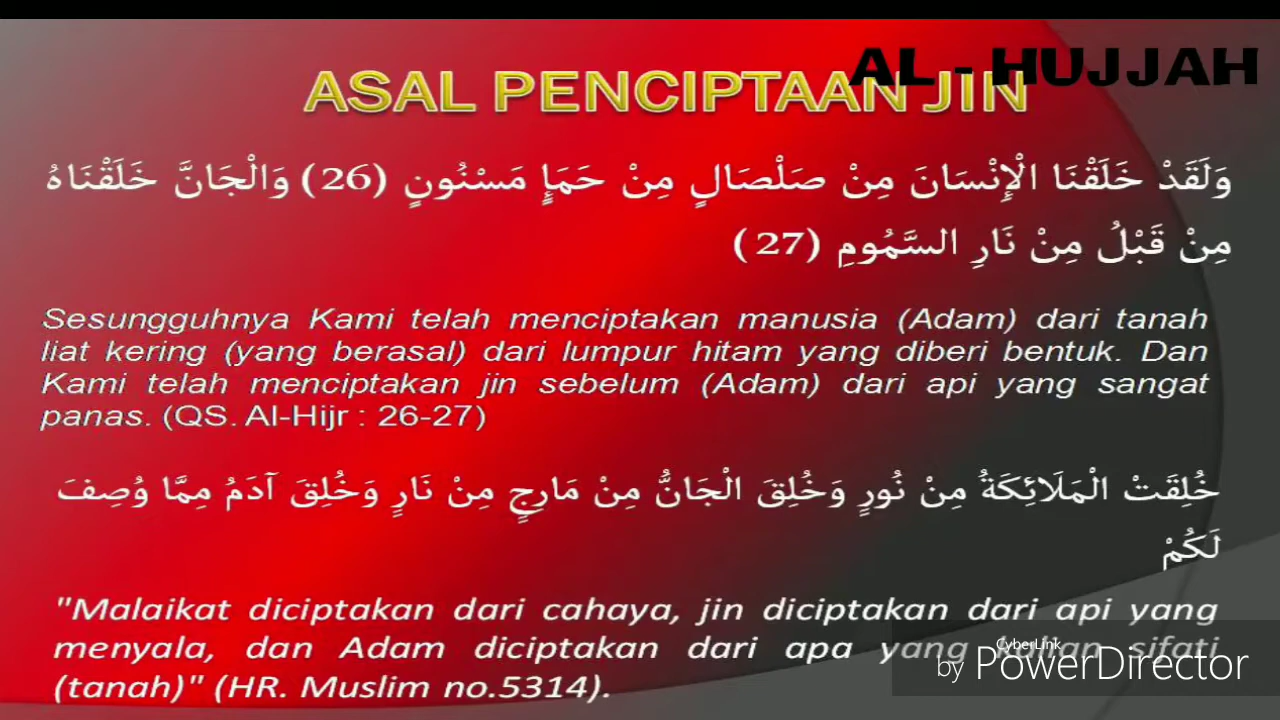 AL - HUJJAH
ASAL PENCIPTAAN JIN
وَلَقَدْ خَلَقْنَا الْإِنْسَانَ مِنْ صَلْصَالٍ مِنْ حَمَإٍ مَسْنُونٍ (26) وَالْجَانَّ خَلَقْنَاهُ
مِنْ قَبْلُ مِنْ نَارِ السَّمُومِ (27)
Sesungguhnya Kami telah menciptakan manusia (Adam) dari tanah
liat kering (yang berasal) dari lumpur hitam yang diberi bentuk. Dan
Kami telah menciptakan jin sebelum (Adam) dari api yang sangat
panas. (QS. Al-Hijr : 26-27)
خُلِقَتْ الْمَلَائِكَةُ مِنْ نُورٍ وَخُلِقَ الْجَانُّ مِنْ مَارِجٍ مِنْ نَارٍ وَخُلِقَ آدَمُ مِمَّا وُصِفَ
لَكُمْ
"Malaikat diciptakan dari cahaya, jin diciptakan dari api yang
menyala, dan Adam diciptakan dari apa yang sifati
(tanah)" (HR. Muslim no.5314).
CyberLink
by PowerDirector